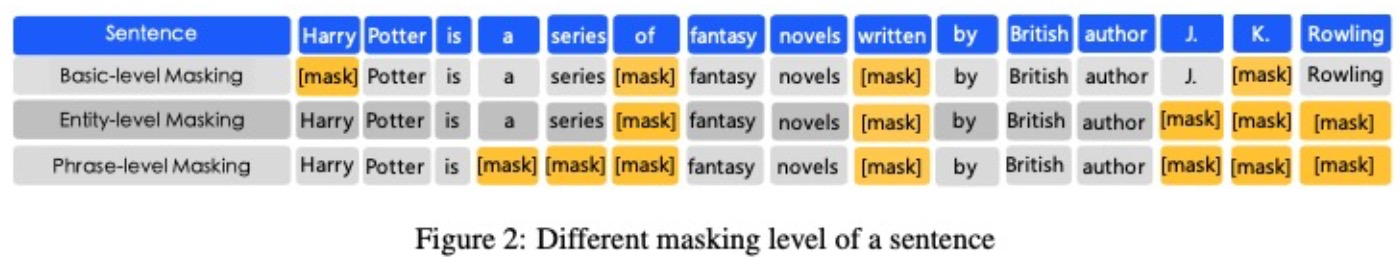 Sentence Harry Potter is a series of fantasy novels written by British author J. K. Rowling
Basic-level Masking [mask] Potter is a series [mask] fantasy novels [mask] by British author J. [mask] Rowling
Entity-level Masking Harry Potter is a series [mask] fantasy novels [mask] by British author [mask] [mask] [mask]
Phrase-level Masking Harry Potter is [mask] [mask] [mask] fantasy novels [mask] by British author [mask] [mask] [mask]
Figure 2: Different masking level of a sentence